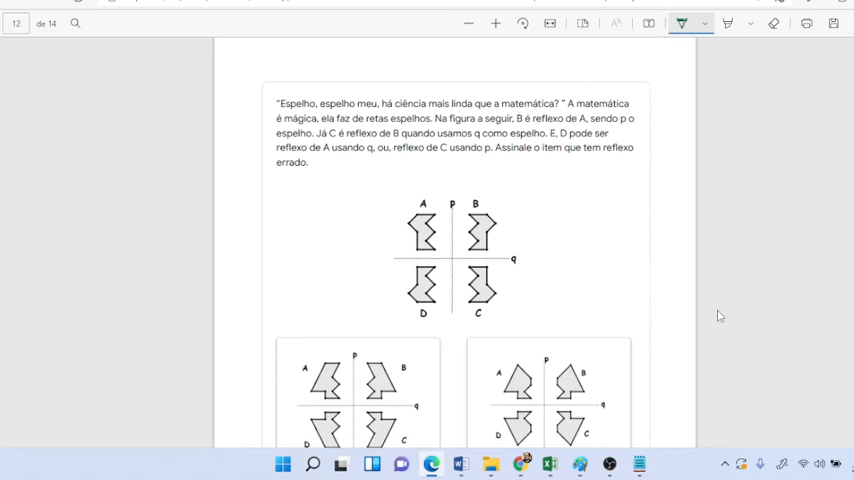 12 de 14
"Espelho, espelho meu, há ciência mais linda que a matemática? " A matemática
é mágica, ela faz de retas espelhos. Na figura a seguir, B é reflexo de A, sendo p o
espelho. Já C é reflexo de B quando usamos q como espelho. E, D pode ser
reflexo de A usando q, ou, reflexo de C usando p. Assinale o item que tem reflexo
errado.
A p B
q
D C
A p B
q
D C
A p B
q
D C